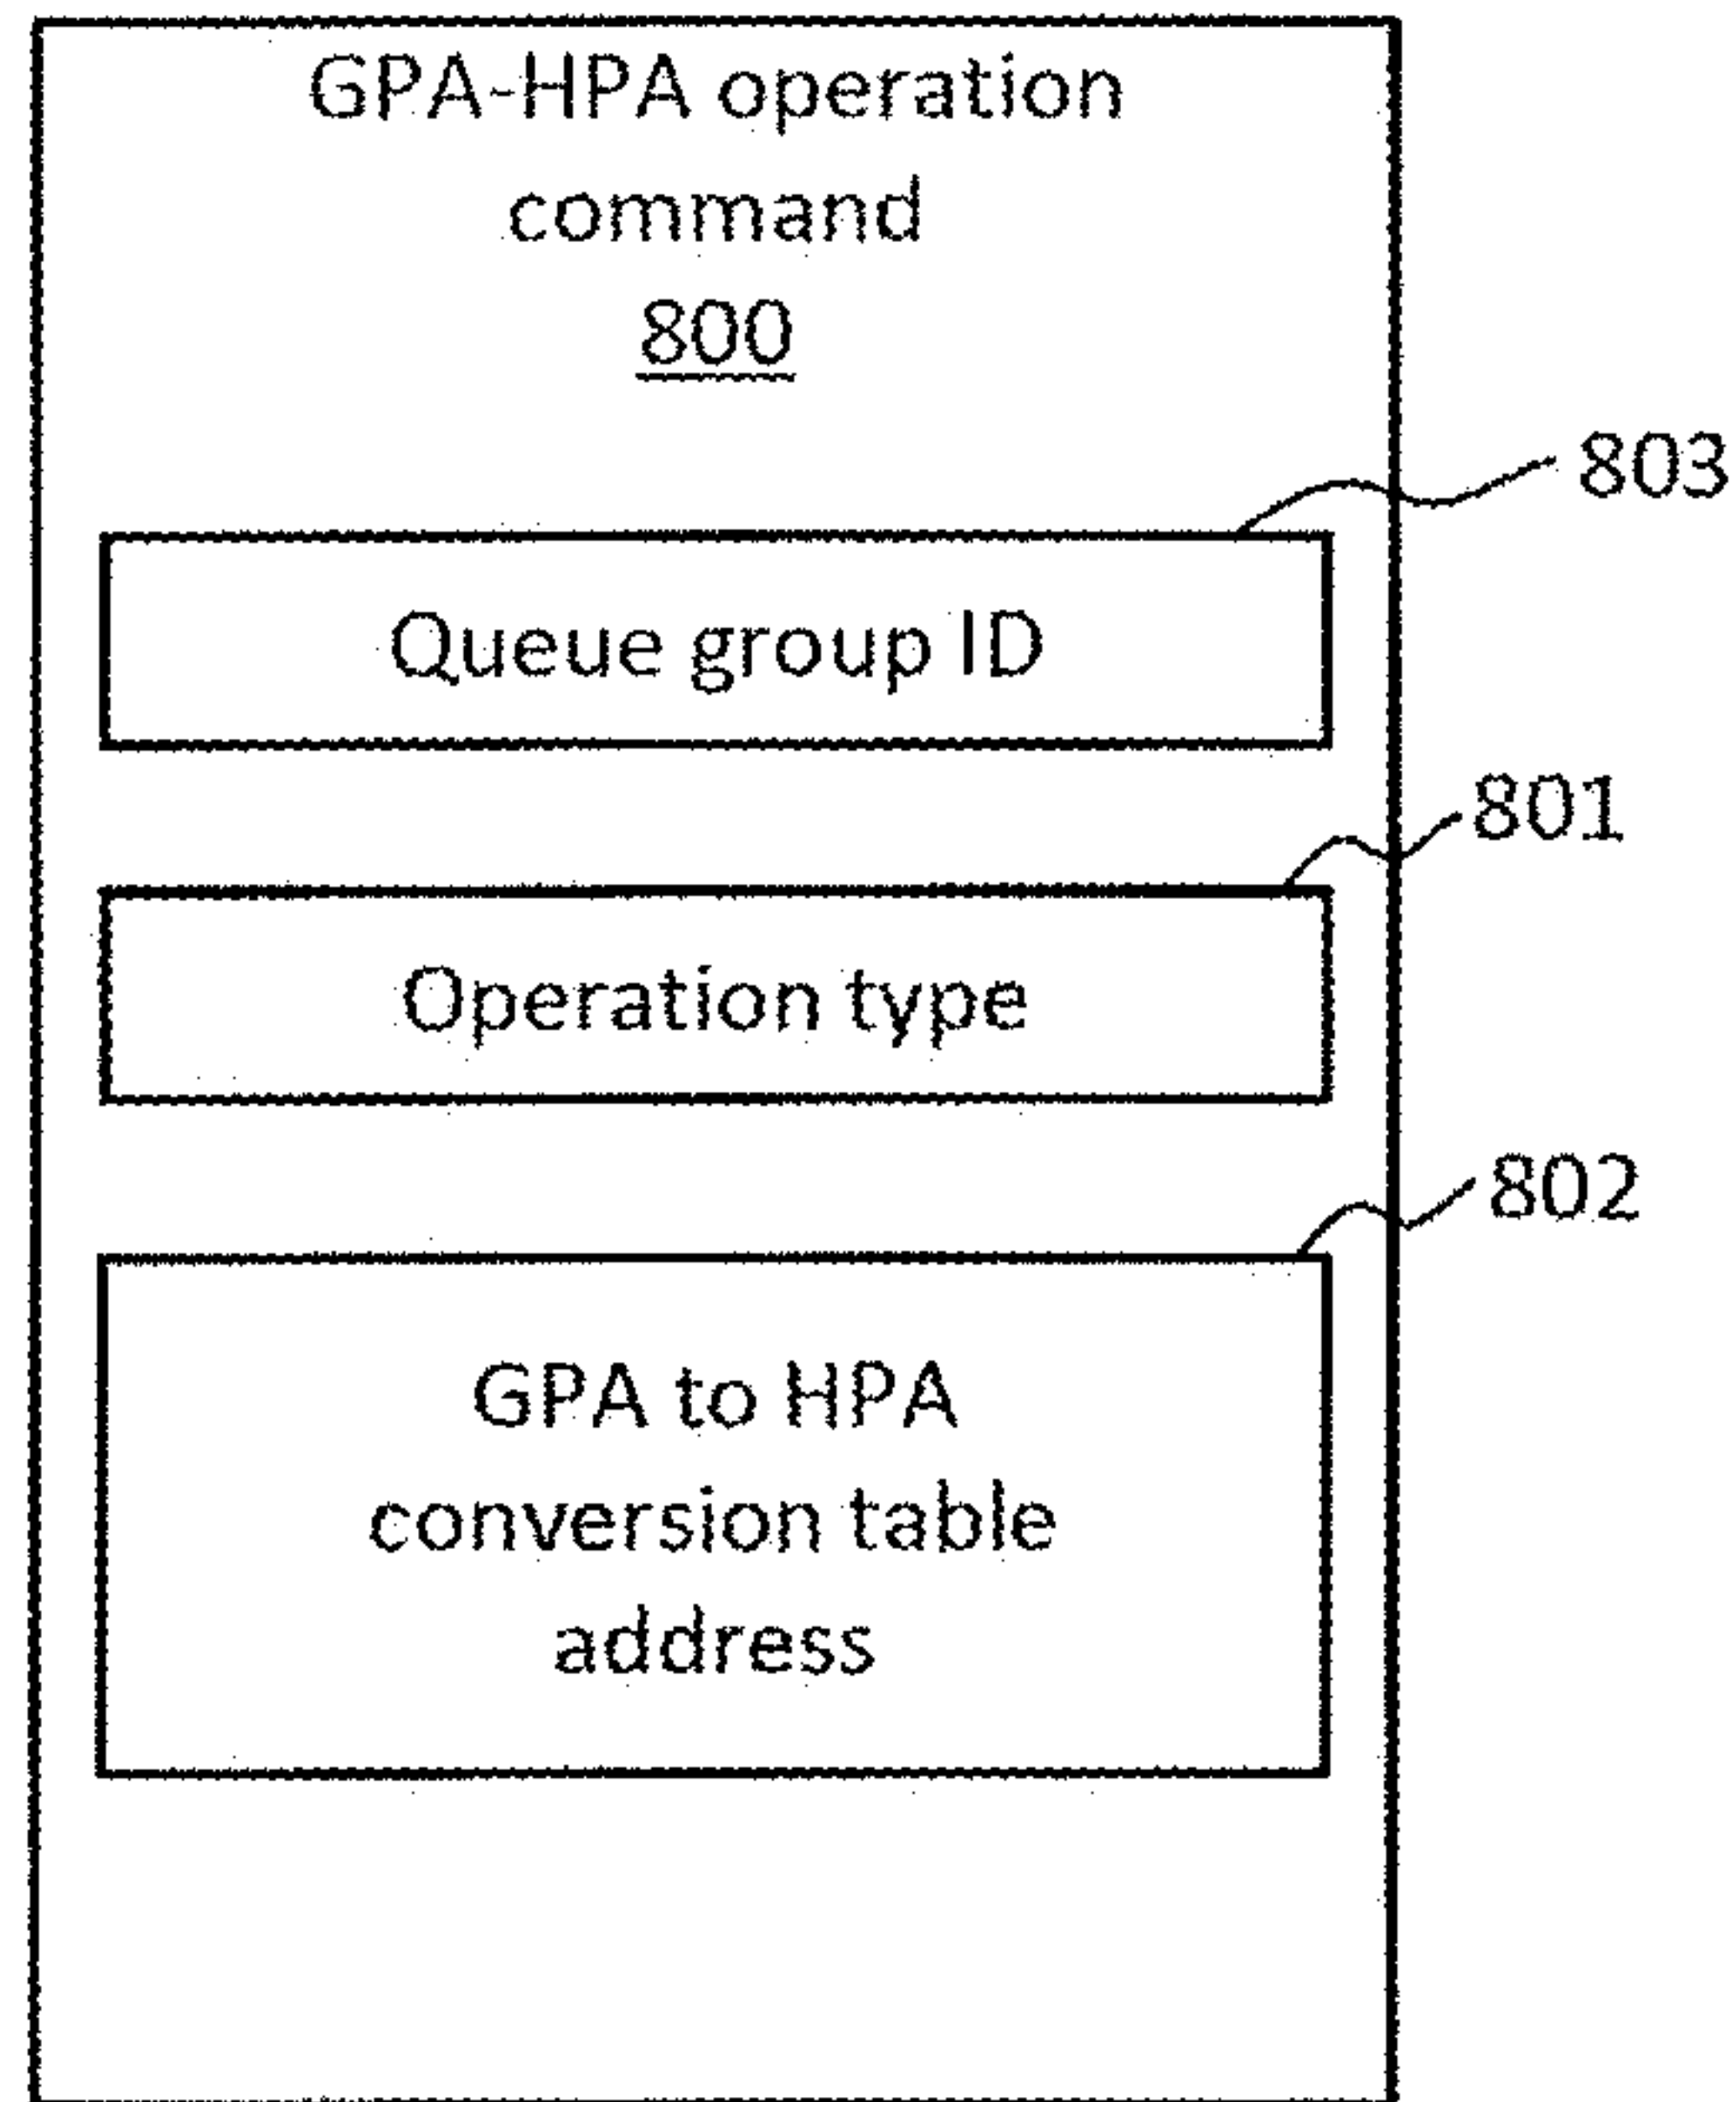 GPA-HPA operation
command
800
803
Queue group ID
801
Operation type
802
GPA to HPA
conversion table
address